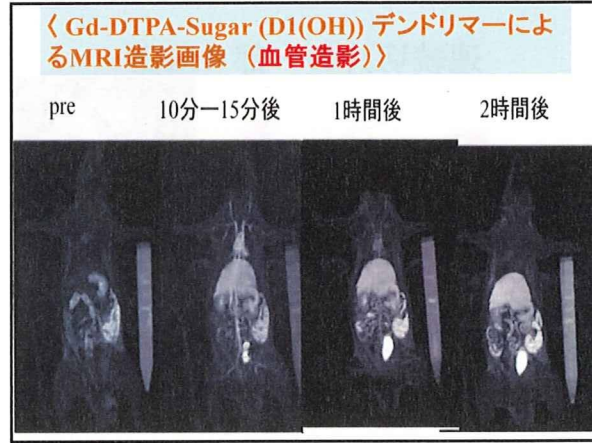 〈 Gd-DTPA-Sugar (D1(OH)) デンドリマーによ
るMRI造影画像 （血管造影）〉
pre
10分ー15分後
1時間後
2時間後